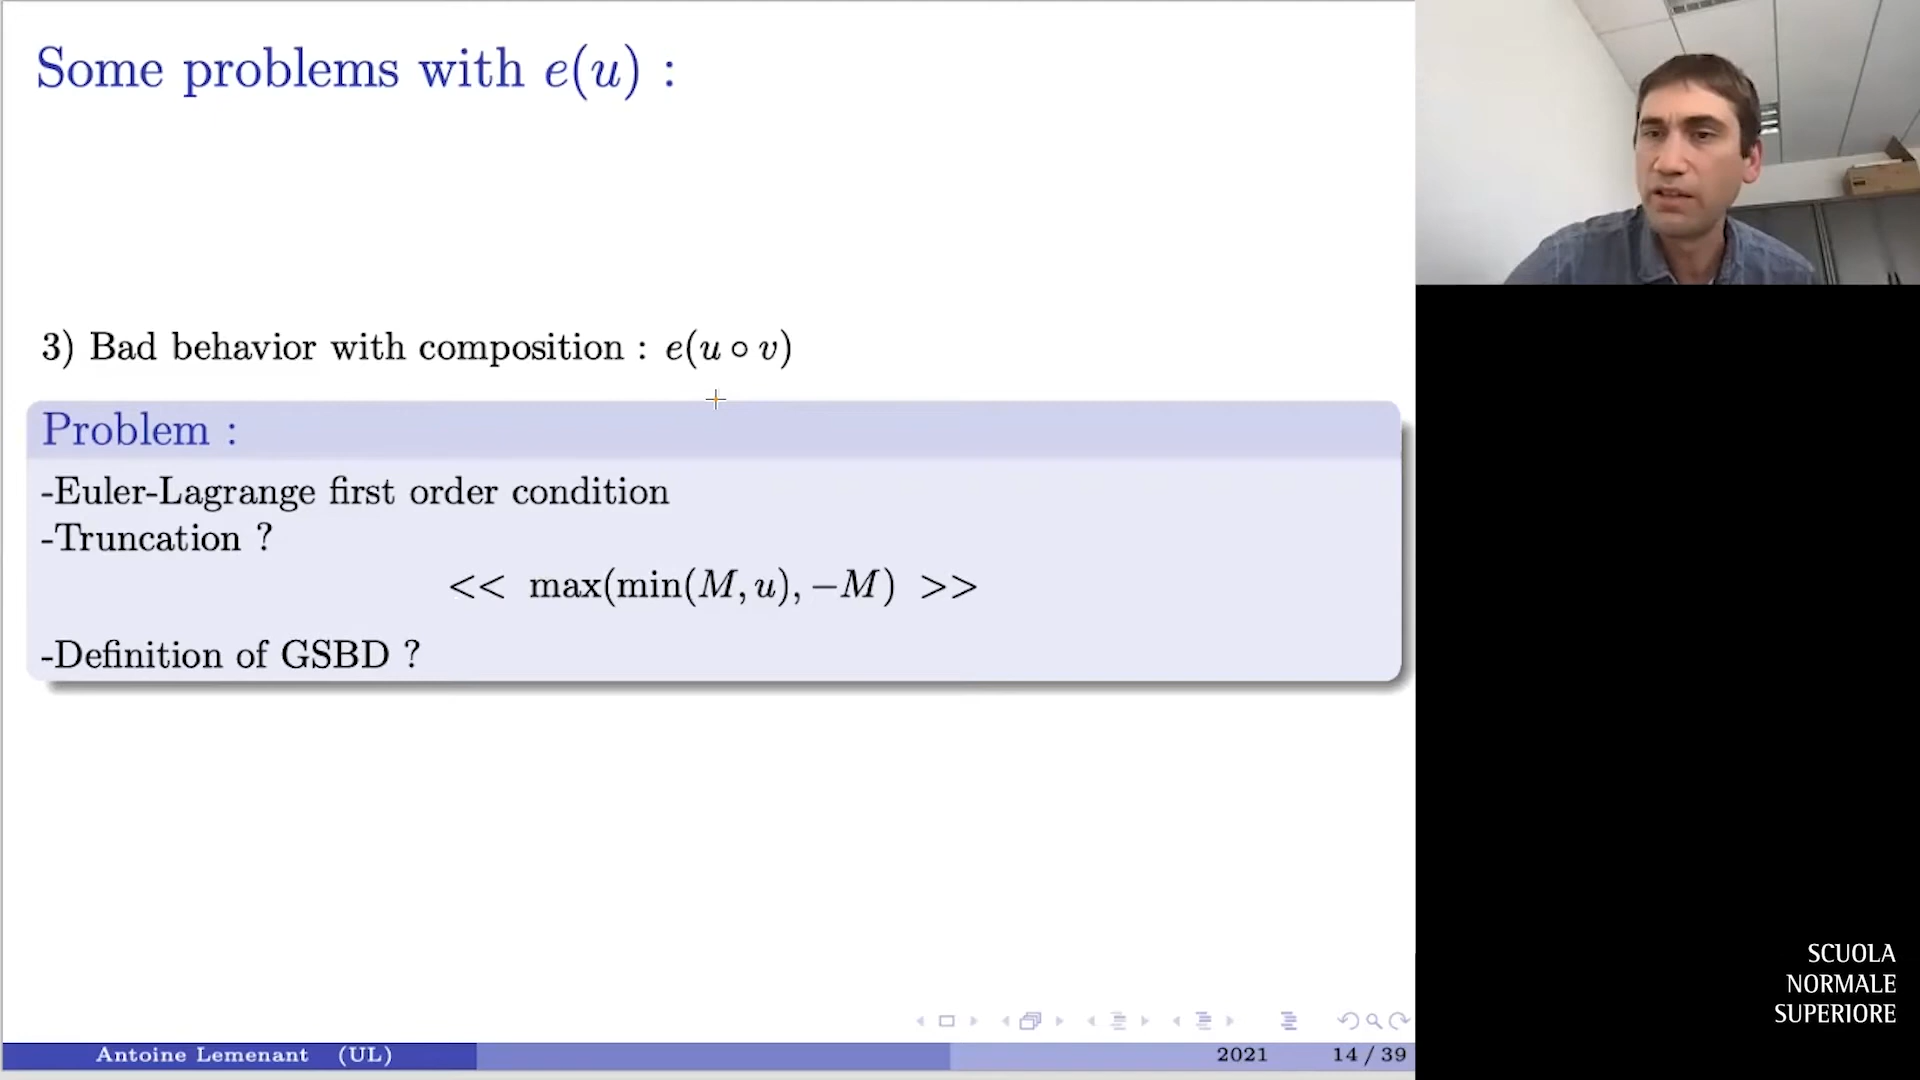 Some problems with e(u) :
3) Bad behavior with composition : e(u ∘ v)
Problem :
-Euler-Lagrange first order condition
-Truncation ?
<< max(min(M, u), −M) >>
-Definition of GSBD ?
Antoine Lemenant (UL) 2021 14 / 39
SCUOLA
NORMALE
SUPERIORE